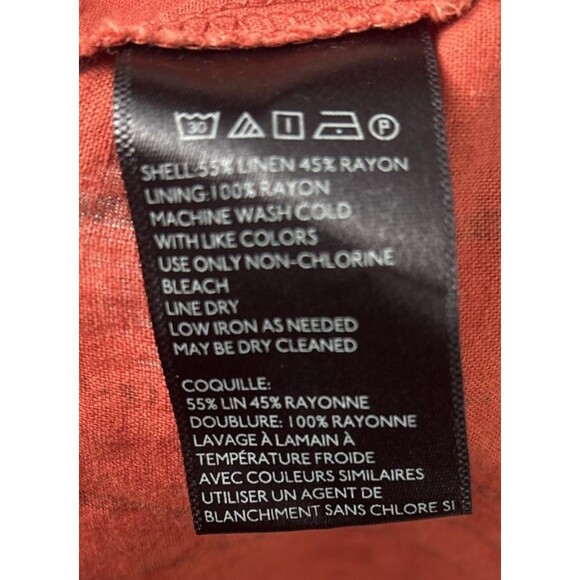 30 P
SHELL:55% LINEN 45% RAYON
LINING:100% RAYON
MACHINE WASH COLD
WITH LIKE COLORS
USE ONLY NON-CHLORINE
BLEACH
LINE DRY
LOW IRON AS NEEDED
MAY BE DRY CLEANED
COQUILLE:
55% LIN 45% RAYONNE
DOUBLURE: 100% RAYONNE
LAVAGE À LAMAIN À
TEMPÉRATURE FROIDE
AVEC COULEURS SIMILAIRES
UTILISER UN AGENT DE
BLANCHIMENT SANS CHLORE SI